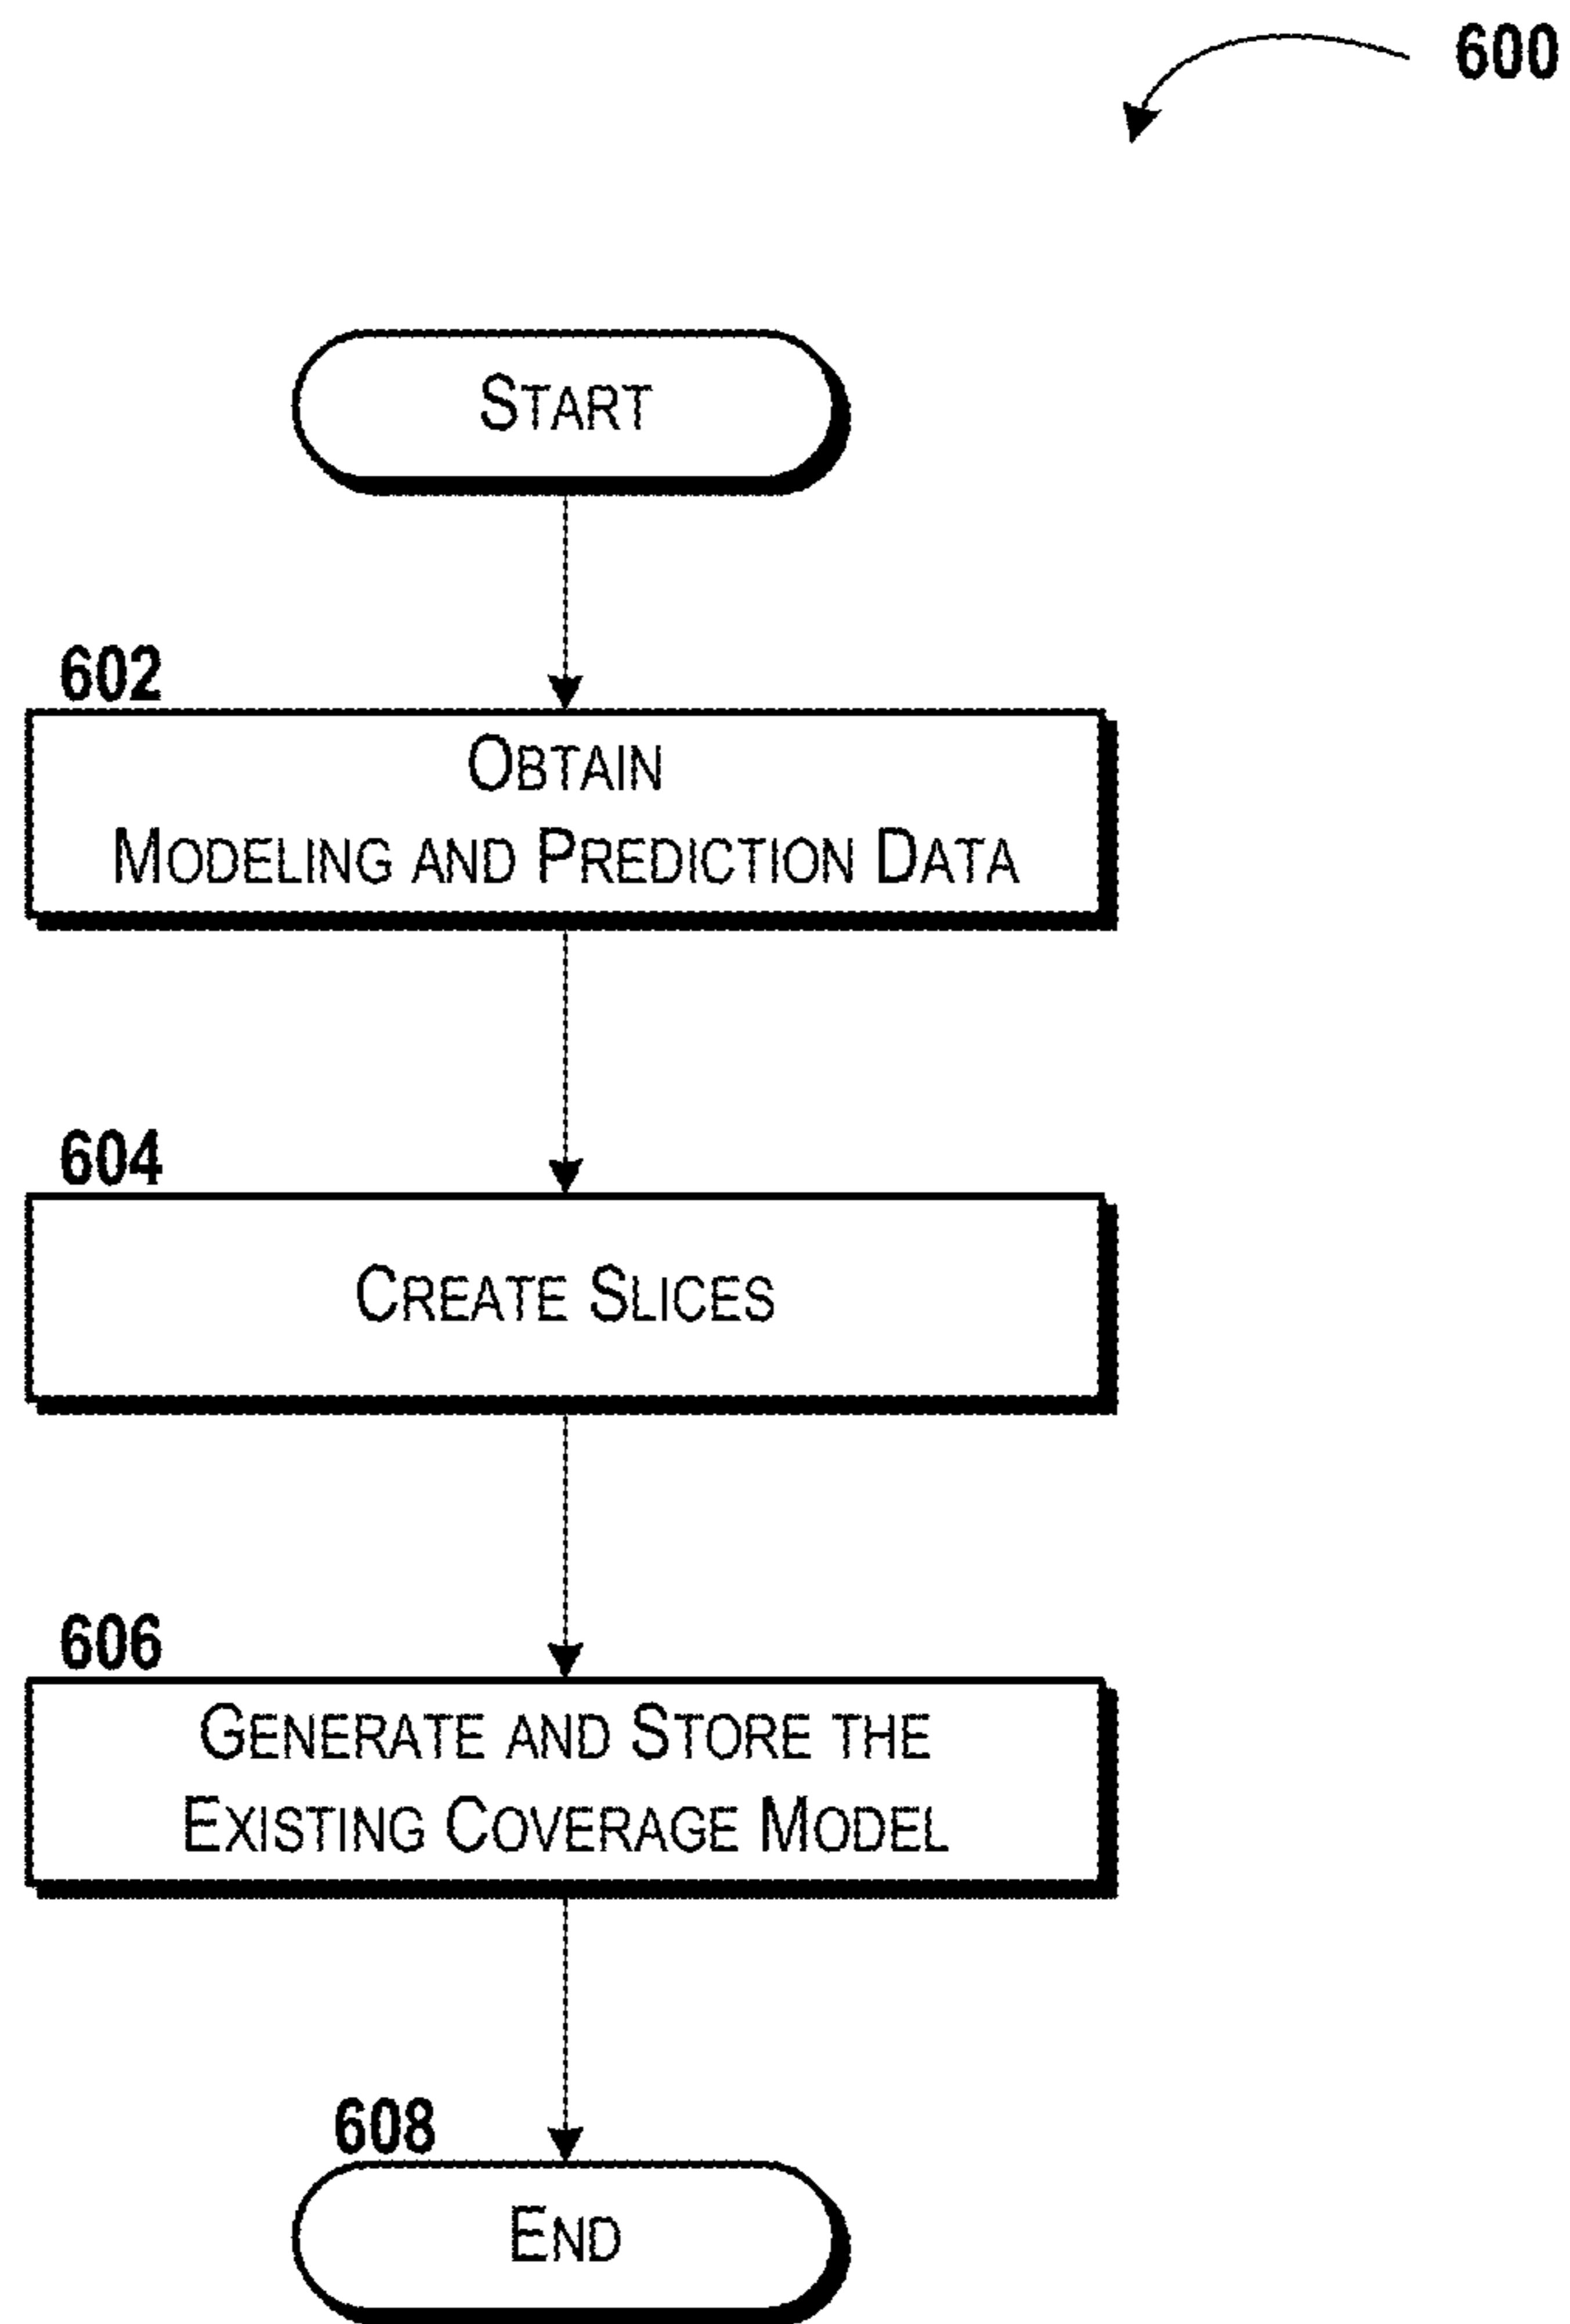 600
START
602
OBTAIN
MODELING AND PREDICTION DATA
604
CREATE SLICES
606
GENERATE AND STORE THE
EXISTING COVERAGE MODEL
608
END